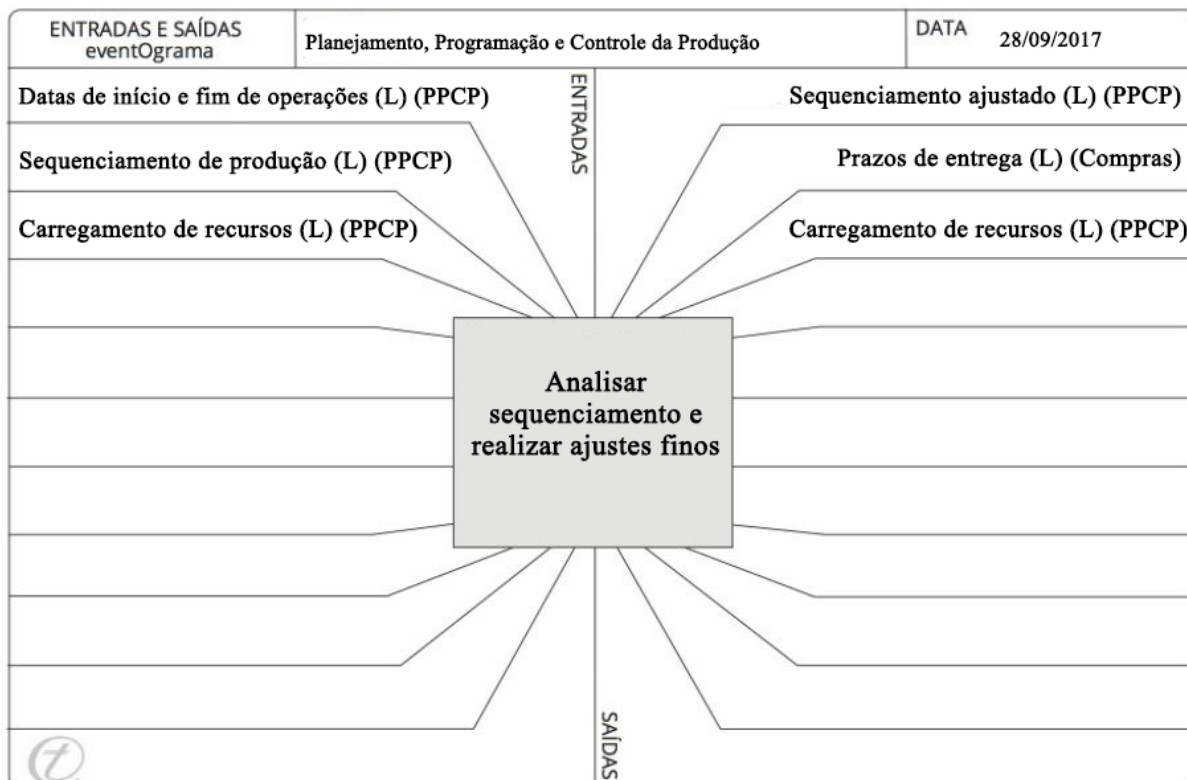 ENTRADAS E SAÍDAS
eventOgrama
Planejamento, Programação e Controle da Produção
DATA
28/09/2017
ENTRADAS
Datas de início e fim de operações (L) (PPCP)
Sequenciamento de produção (L) (PPCP)
Carregamento de recursos (L) (PPCP)
Sequenciamento ajustado (L) (PPCP)
Prazos de entrega (L) (Compras)
Carregamento de recursos (L) (PPCP)
Analisar
sequenciamento e
realizar ajustes finos
SAÍDAS